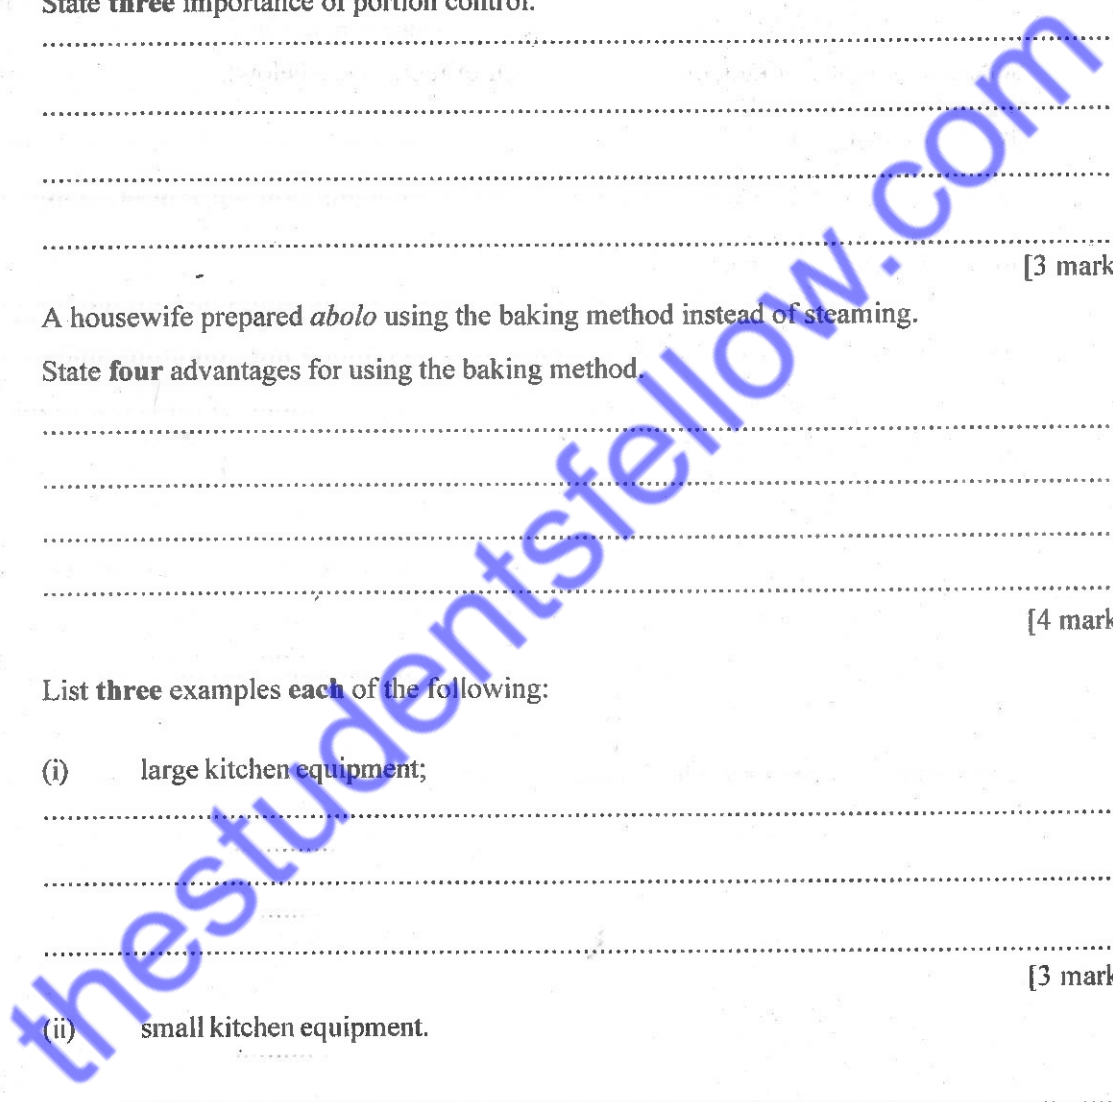 State three importance of portion control.
[3 mark
A housewife prepared abolo using the baking method instead of steaming.
State four advantages for using the baking method.
[4 mark
List three examples each of the following:
(i) large kitchen equipment;
[3 mark
(ii) small kitchen equipment.
thestudentsfellow.com